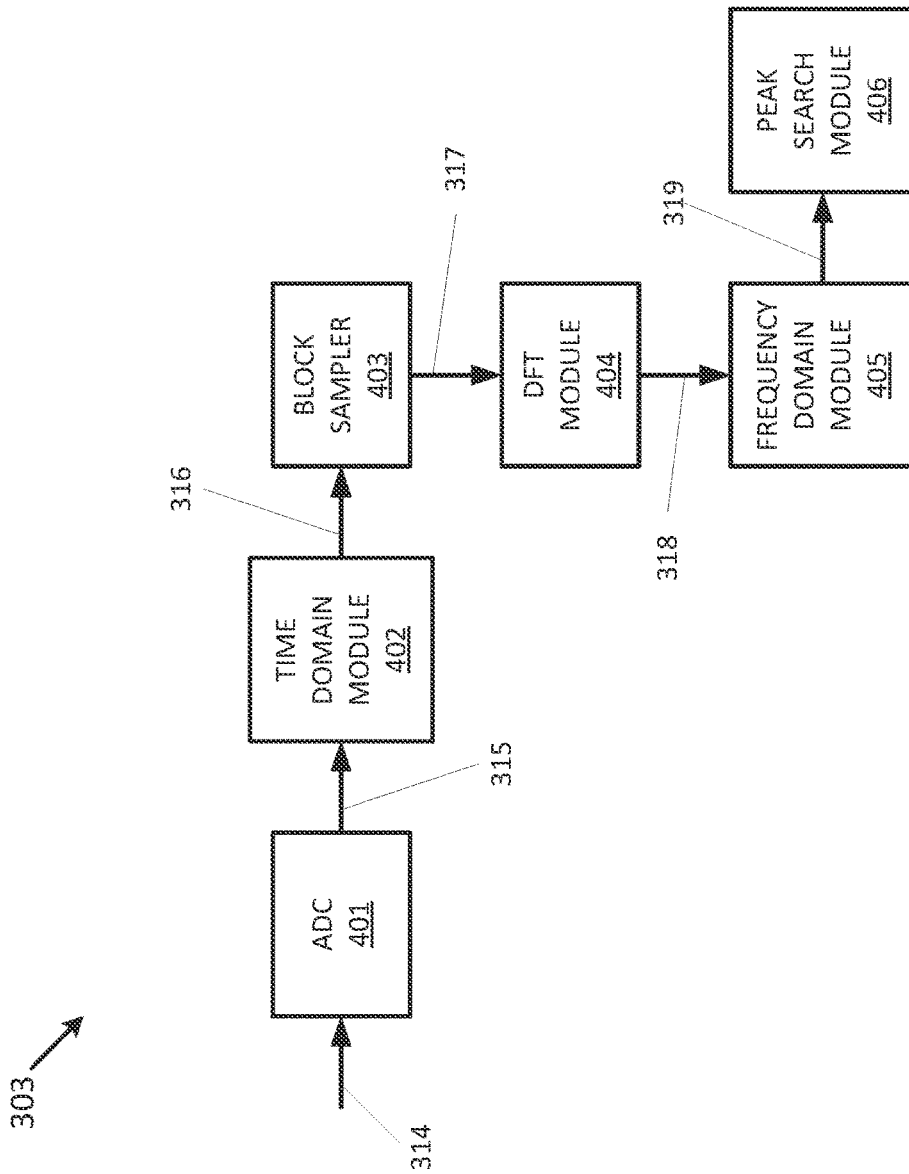 303
314
ADC
401
315
TIME
DOMAIN
MODULE
402
316
BLOCK
SAMPLER
403
317
DFT
MODULE
404
318
FREQUENCY
DOMAIN
MODULE
405
319
PEAK
SEARCH
MODULE
406